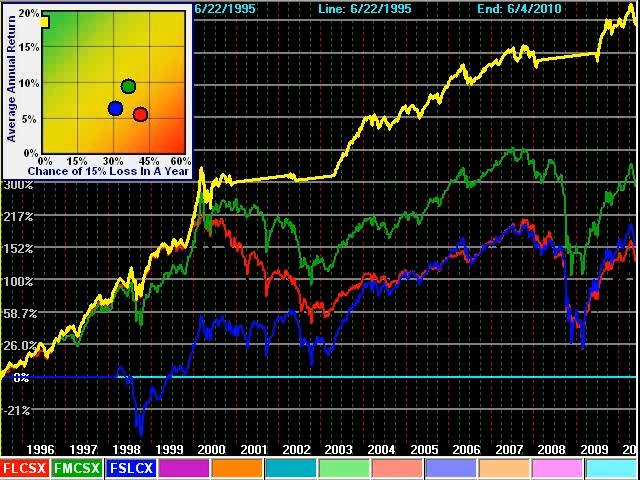 6/22/1995 Line: 6/22/1995 End: 6/4/2010
Average Annual Return
20%
15%
10%
5%
0%
0% 15% 30% 45% 60%
Chance of 15% Loss In A Year
300%
217%
152%
100%
58.7%
26.0%
0%
-21%
1996 1997 1998 1999 2000 2001 2002 2003 2004 2005 2006 2007 2008 2009 20
FLCSX FMCSX FSLCX